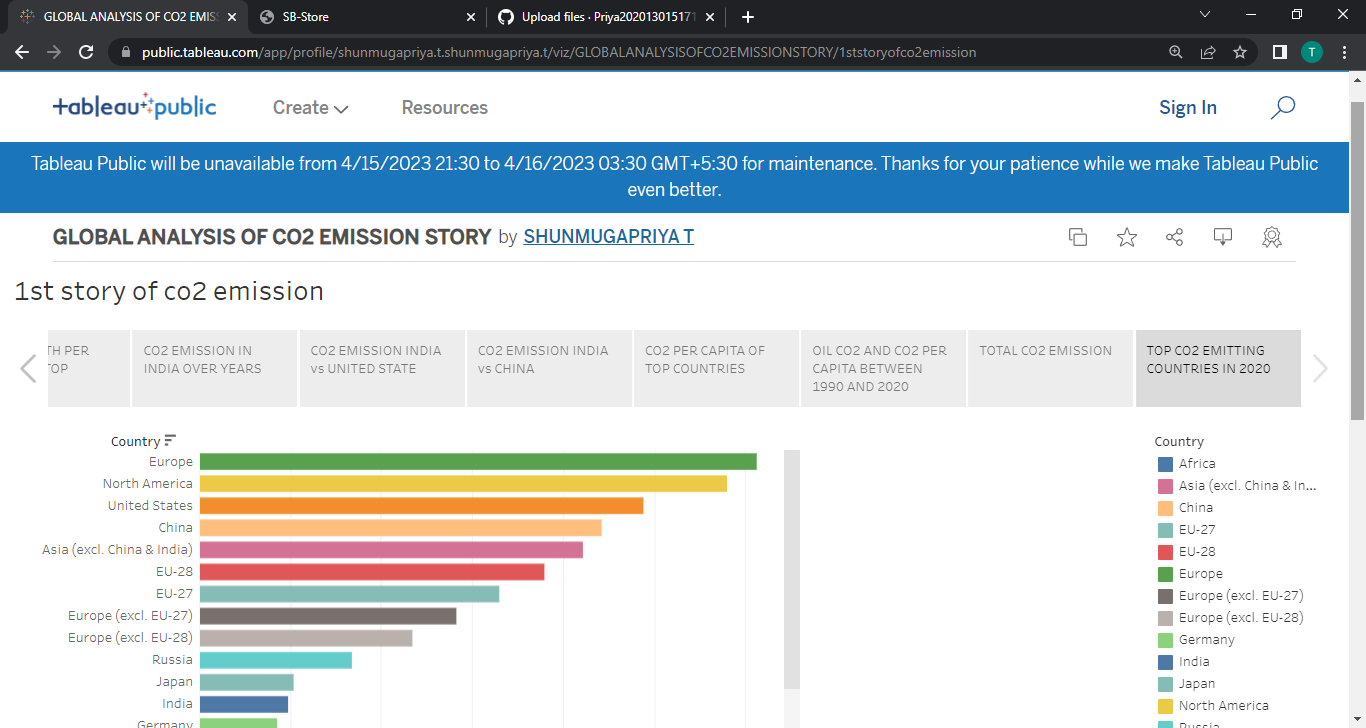 GLOBAL ANALYSIS OF CO2 EMIS
SB-Store
Upload files · Priya202013015171
public.tableau.com/app/profile/shunmugapriya.t.shunmugapriya.t/viz/GLOBALANALYSISOFCO2EMISSIONSTORY/1ststoryofco2emission
T
tableau public
Create
Resources
Sign In
Tableau Public will be unavailable from 4/15/2023 21:30 to 4/16/2023 03:30 GMT+5:30 for maintenance. Thanks for your patience while we make Tableau Public
even better.
GLOBAL ANALYSIS OF CO2 EMISSION STORY by SHUNMUGAPRIYA T
1st story of co2 emission
TH PER
TOP
CO2 EMISSION IN
INDIA OVER YEARS
CO2 EMISSION INDIA
vs UNITED STATE
CO2 EMISSION INDIA
vs CHINA
CO2 PER CAPITA OF
TOP COUNTRIES
OIL CO2 AND CO2 PER
CAPITA BETWEEN
1990 AND 2020
TOTAL CO2 EMISSION
TOP CO2 EMITTING
COUNTRIES IN 2020
Country
Europe
North America
United States
China
Asia (excl. China & India)
EU-28
EU-27
Europe (excl. EU-27)
Europe (excl. EU-28)
Russia
Japan
India
Germany
Country
Africa
Asia (excl. China & In...
China
EU-27
EU-28
Europe
Europe (excl. EU-27)
Europe (excl. EU-28)
Germany
India
Japan
North America
Russia